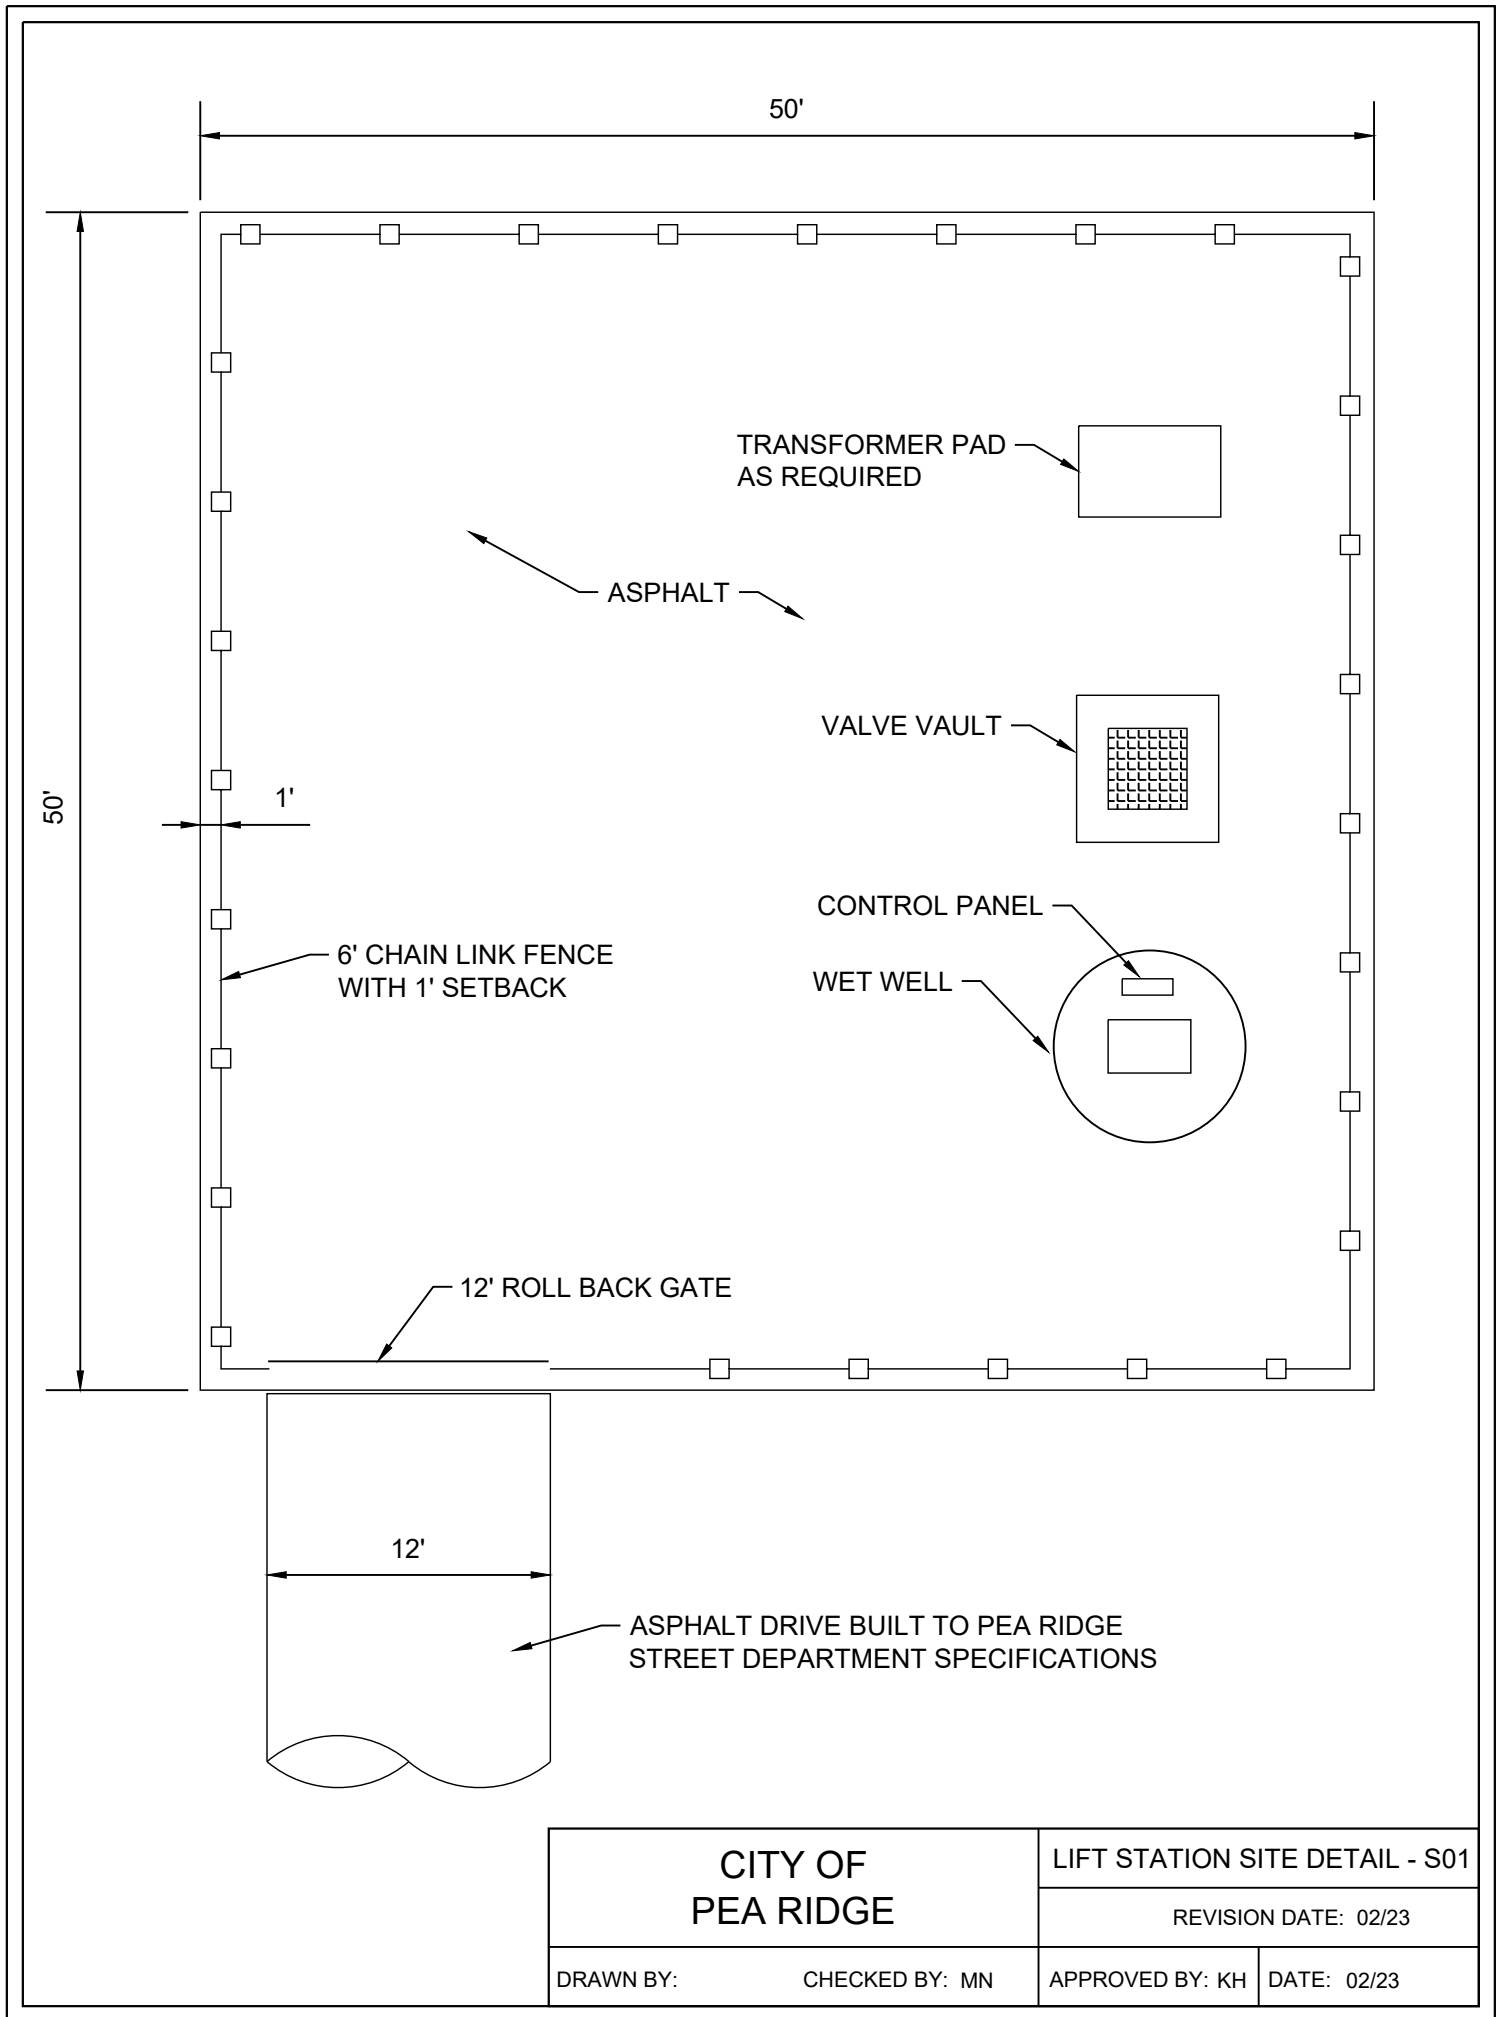 50'
TRANSFORMER PAD
AS REQUIRED
ASPHALT
VALVE VAULT
50'
1'
CONTROL PANEL
6' CHAIN LINK FENCE
WITH 1' SETBACK
WET WELL
12' ROLL BACK GATE
12'
ASPHALT DRIVE BUILT TO PEA RIDGE
STREET DEPARTMENT SPECIFICATIONS
CITY OF
PEA RIDGE
LIFT STATION SITE DETAIL - S01
REVISION DATE: 02/23
DRAWN BY:
CHECKED BY: MN
APPROVED BY: KH
DATE: 02/23